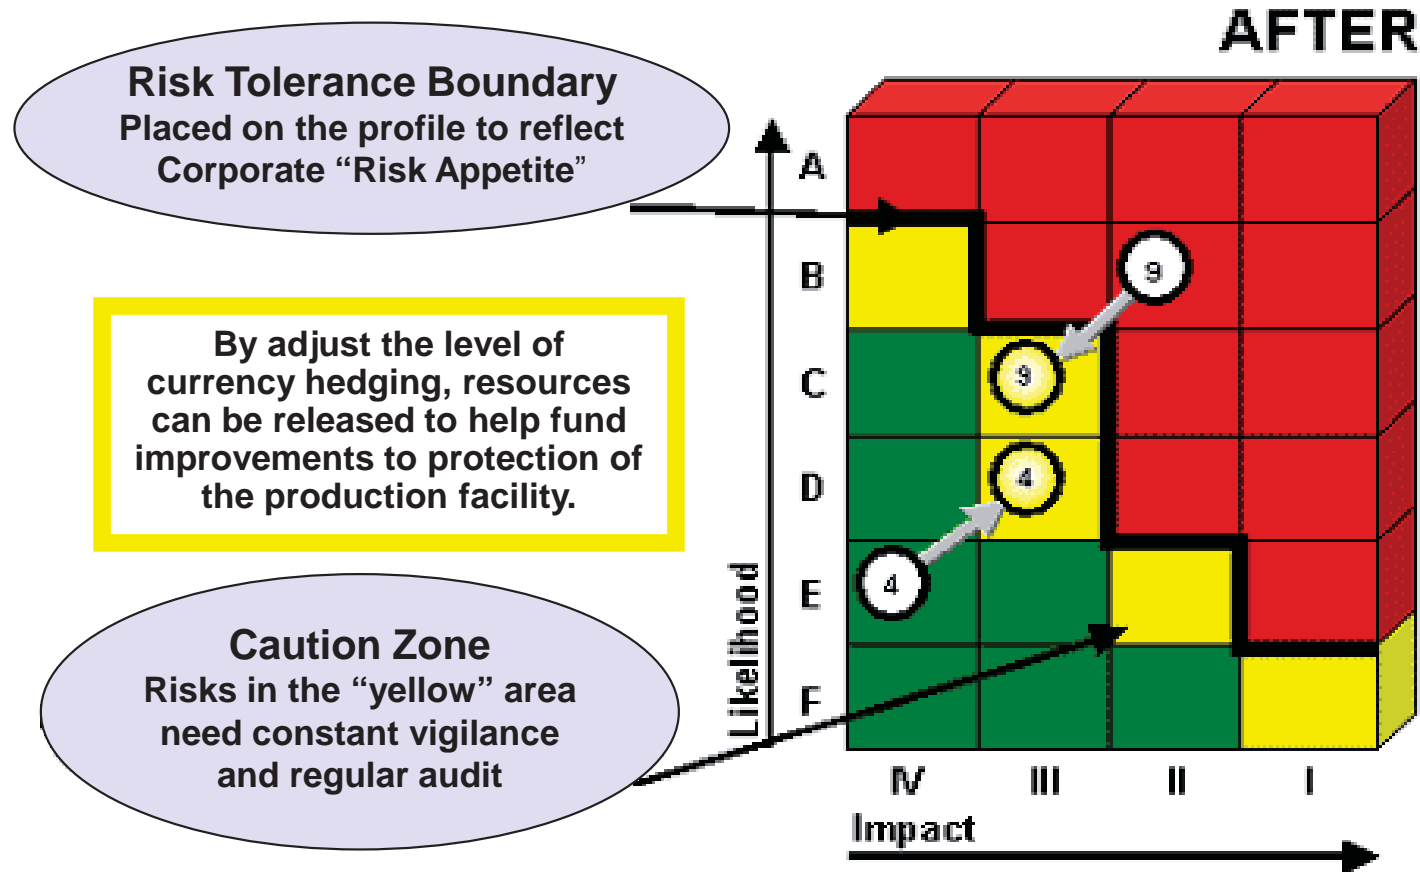 AFTER
Risk Tolerance Boundary
Placed on the profile to reflect
Corporate “Risk Appetite”
By adjust the level of
currency hedging, resources
can be released to help fund
improvements to protection of
the production facility.
Caution Zone
Risks in the “yellow” area
need constant vigilance
and regular audit
Likelihood
A
B
9
C
9
D
4
E
4
F
IV III II I
Impact